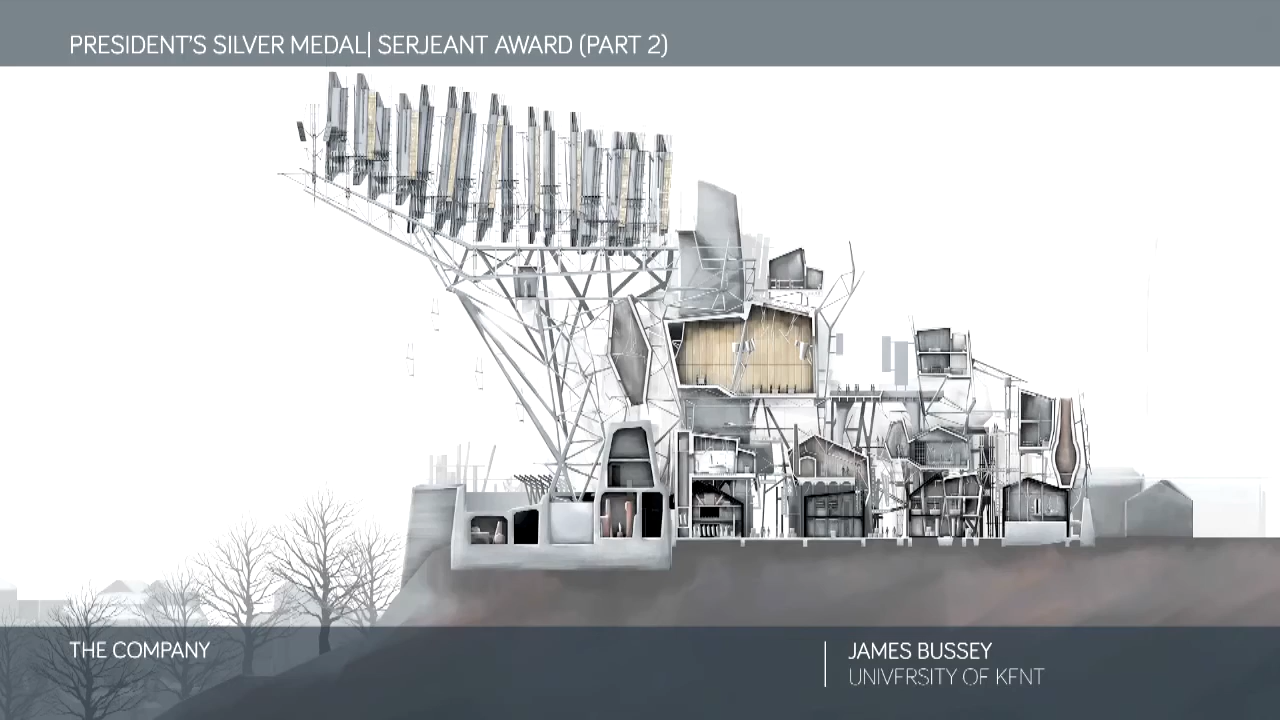 PRESIDENT'S SILVER MEDAL| SERJEANT AWARD (PART 2)
THE COMPANY
JAMES BUSSEY
UNIVERSITY OF KENT